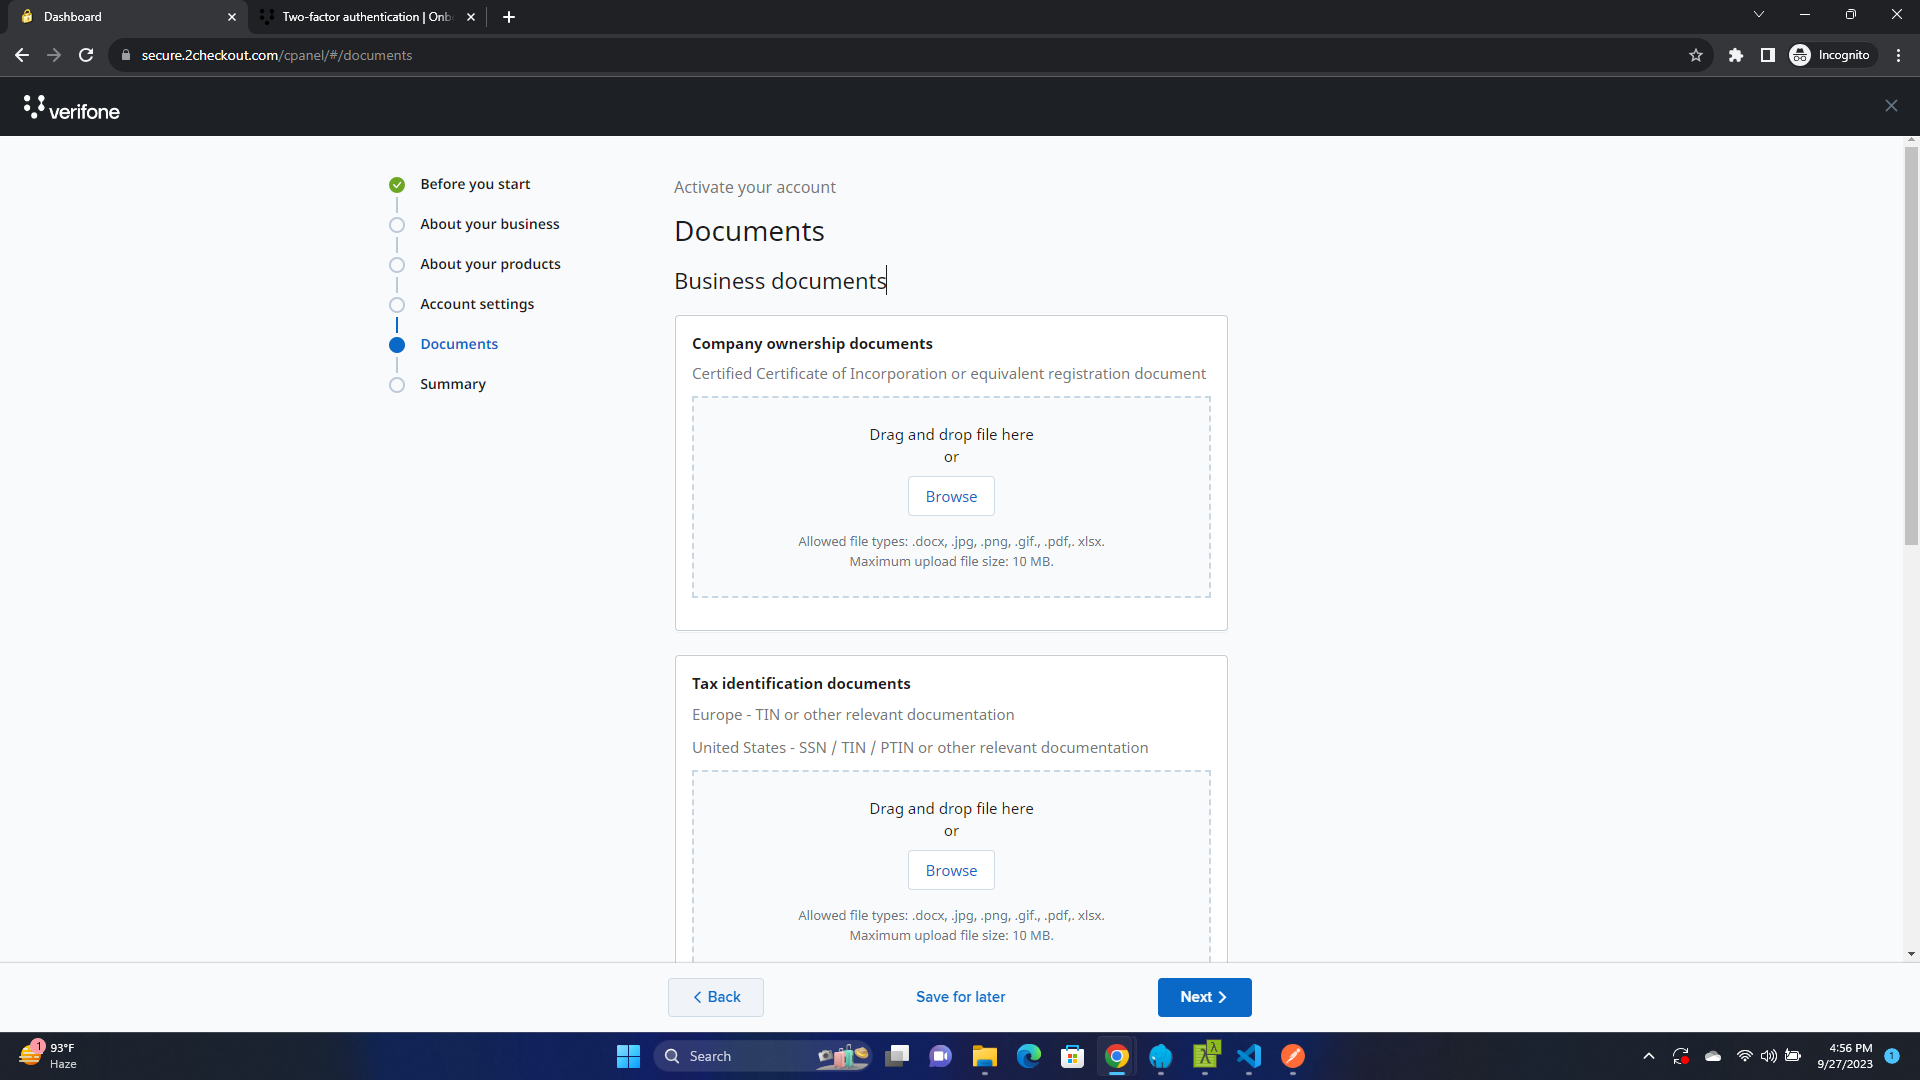 Dashboard
Two-factor authentication | Onb
secure.2checkout.com/cpanel/#/documents
Incognito
verifone
Before you start
About your business
About your products
Account settings
Documents
Summary
Activate your account
Documents
Business documents
Company ownership documents
Certified Certificate of Incorporation or equivalent registration document
Drag and drop file here
or
Browse
Allowed file types: .docx, .jpg, .png, .gif., .pdf,. xlsx.
Maximum upload file size: 10 MB.
Tax identification documents
Europe - TIN or other relevant documentation
United States - SSN / TIN / PTIN or other relevant documentation
Drag and drop file here
or
Browse
Allowed file types: .docx, .jpg, .png, .gif., .pdf,. xlsx.
Maximum upload file size: 10 MB.
Back
Save for later
Next
1
93°F
Haze
Search
4:56 PM
9/27/2023
1